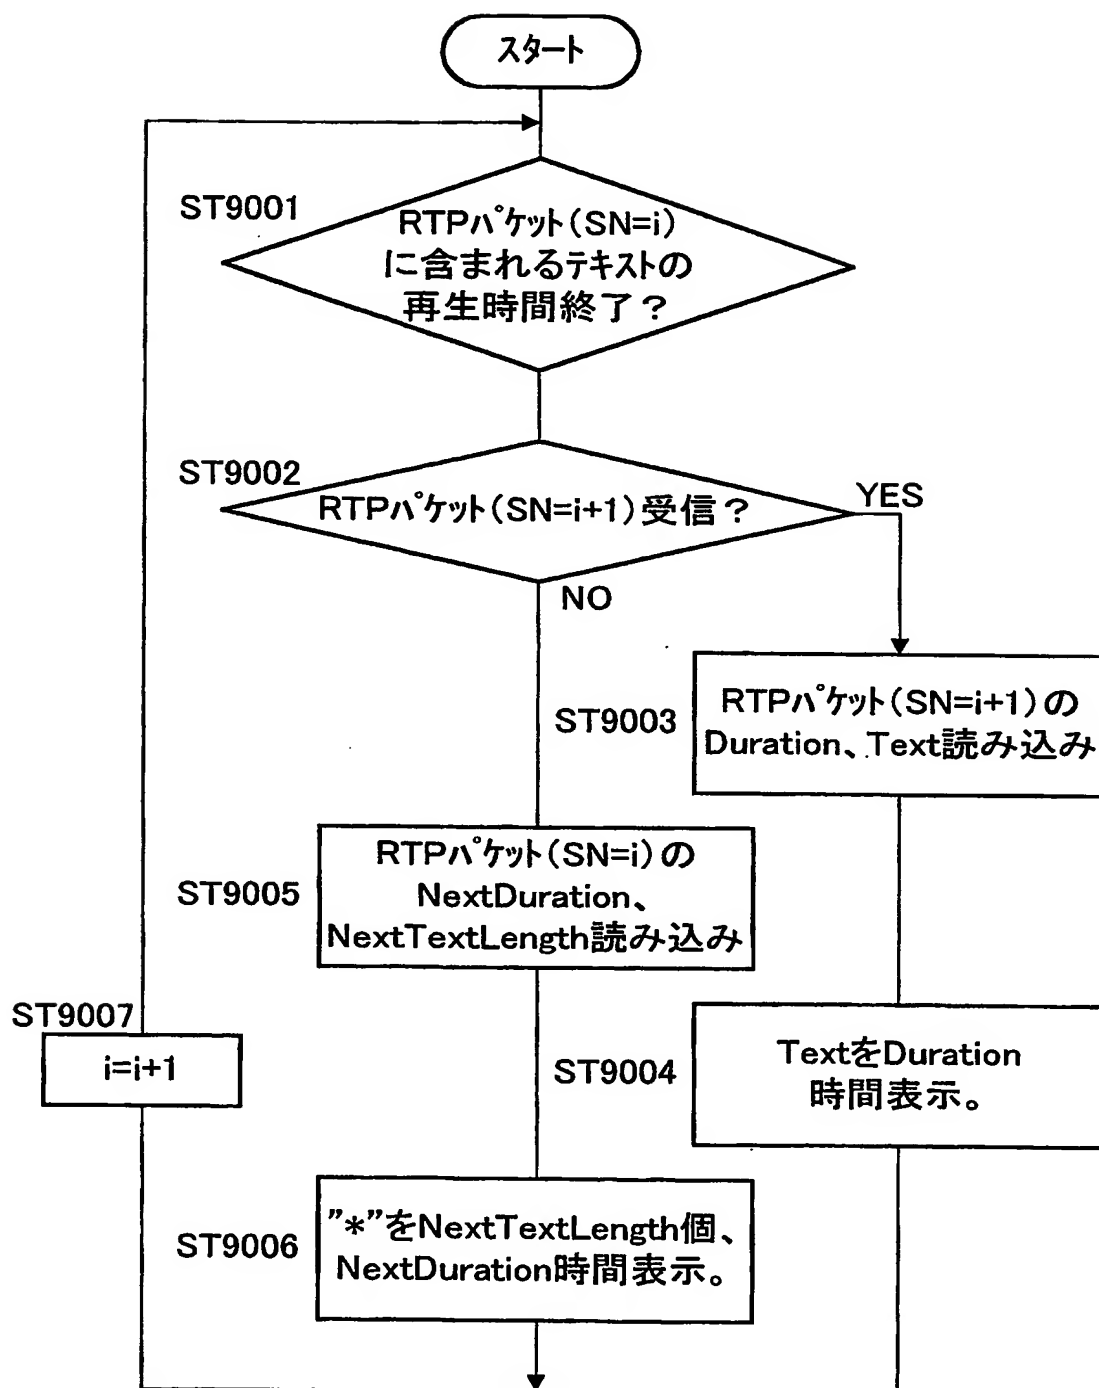 スタート
ST9001
RTPパケット(SN=i)
に含まれるテキストの
再生時間終了？
ST9002
RTPパケット(SN=i+1)受信？
YES
NO
ST9003
RTPパケット(SN=i+1)の
Duration、Text読み込み
ST9005
RTPパケット(SN=i)の
NextDuration、
NextTextLength読み込み
ST9007
i=i+1
ST9004
TextをDuration
時間表示。
ST9006
”*”をNextTextLength個、
NextDuration時間表示。